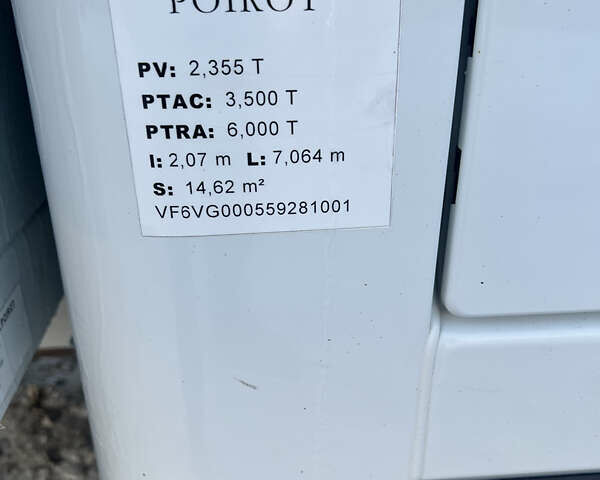 POIROT
PV: 2,355 T
PTAC: 3,500 T
PTRA: 6,000 T
l: 2,07 m L: 7,064 m
S: 14,62 m²
VF6VG000559281001